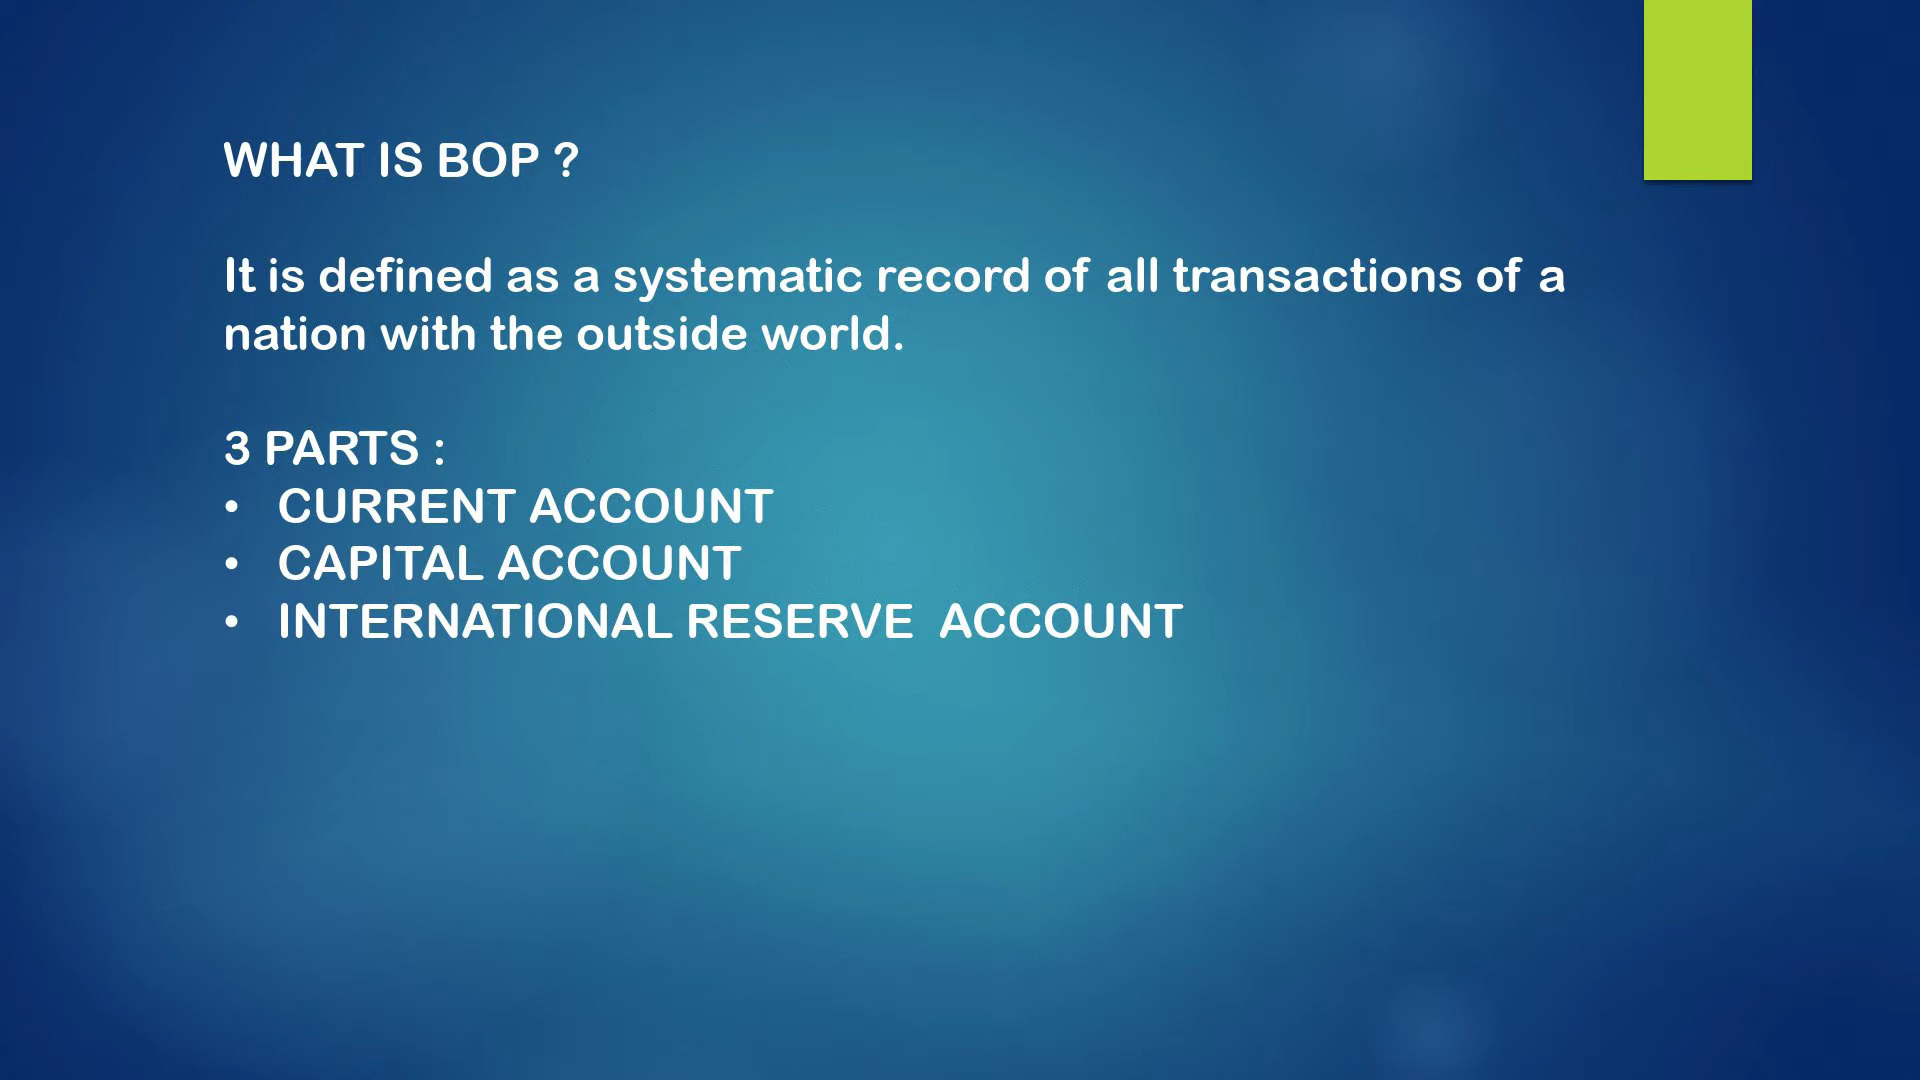 WHAT IS BOP ?
It is defined as a systematic record of all transactions of a
nation with the outside world.
3 PARTS :
• CURRENT ACCOUNT
• CAPITAL ACCOUNT
• INTERNATIONAL RESERVE  ACCOUNT